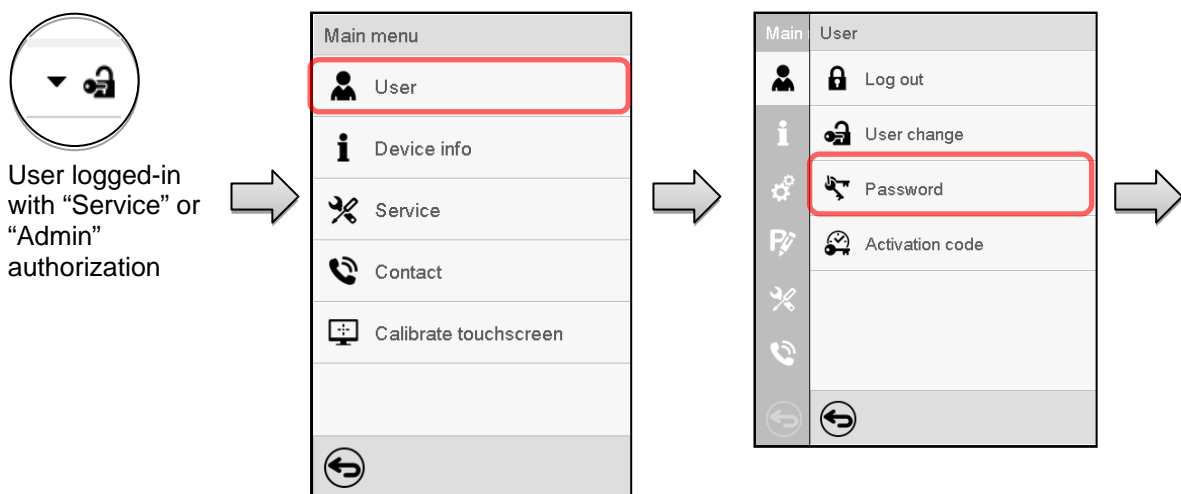 User logged-in
with “Service” or
“Admin”
authorization
Main menu
User
Device info
Service
Contact
Calibrate touchscreen
Main
User
Log out
User change
Password
Activation code